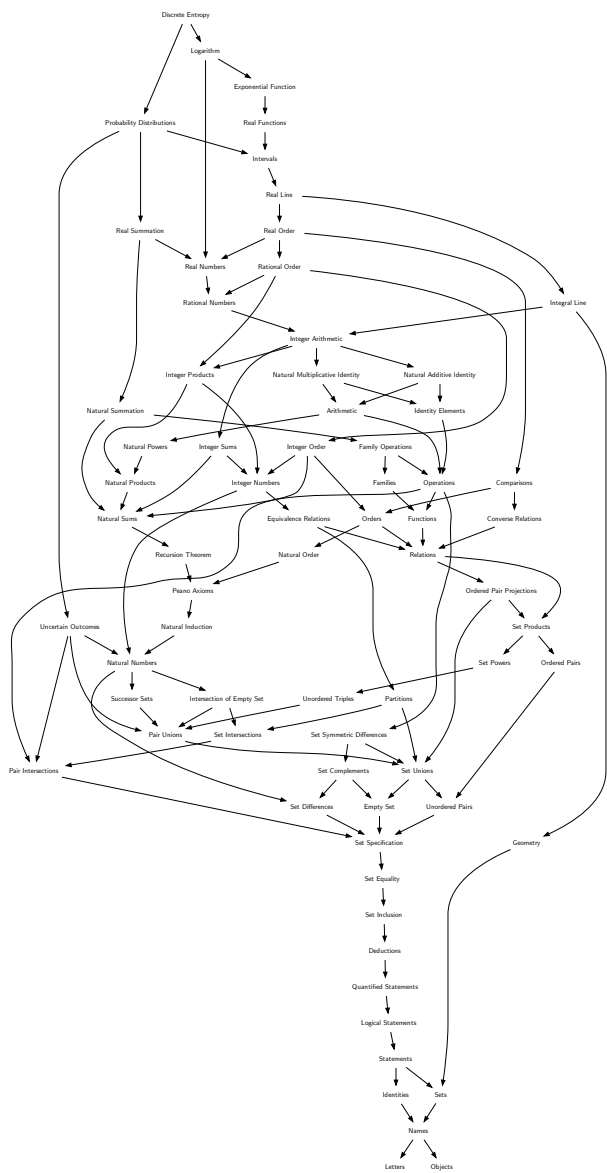 Discrete Entropy
Logarithm
Exponential Function
Probability Distributions
Real Functions
Intervals
Real Line
Real Summation
Real Order
Real Numbers
Rational Order
Rational Numbers
Integral Line
Integer Arithmetic
Integer Products
Natural Multiplicative Identity
Natural Additive Identity
Natural Summation
Arithmetic
Identity Elements
Natural Powers
Integer Sums
Integer Order
Family Operations
Natural Products
Integer Numbers
Families
Operations
Comparisons
Natural Sums
Equivalence Relations
Orders
Functions
Converse Relations
Recursion Theorem
Natural Order
Relations
Peano Axioms
Ordered Pair Projections
Uncertain Outcomes
Natural Induction
Set Products
Natural Numbers
Set Powers
Ordered Pairs
Successor Sets
Intersection of Empty Set
Unordered Triples
Partitions
Pair Unions
Set Intersections
Set Symmetric Differences
Pair Intersections
Set Complements
Set Unions
Set Differences
Empty Set
Unordered Pairs
Set Specification
Geometry
Set Equality
Set Inclusion
Deductions
Quantified Statements
Logical Statements
Statements
Identities
Sets
Names
Letters
Objects